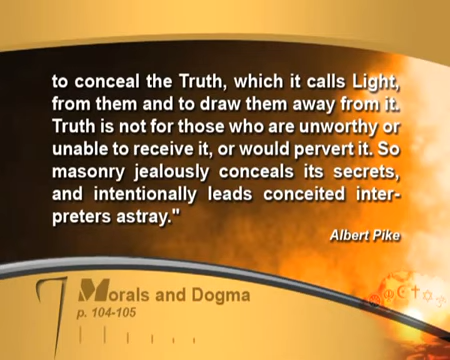 to conceal the Truth, which it calls Light,
from them and to draw them away from it.
Truth is not for those who are unworthy or
unable to receive it, or would pervert it. So
masonry jealously conceals its secrets,
and intentionally leads conceited inter-
preters astray."
Albert Pike
Morals and Dogma
p. 104-105